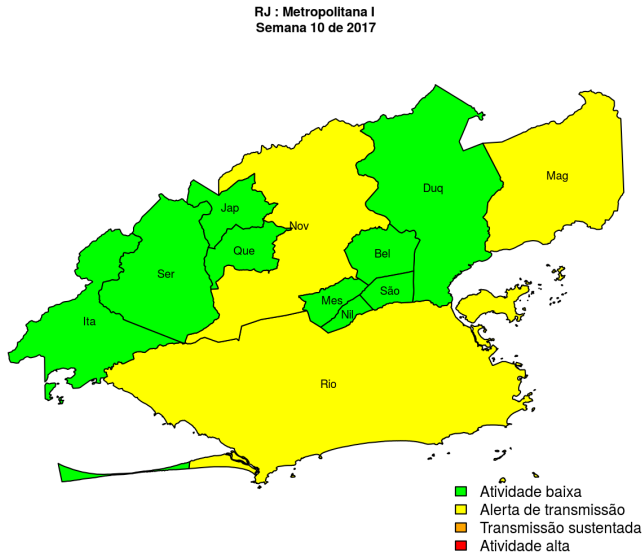 RJ : Metropolitana I
Semana 10 de 2017
Mag
Duq
Jap
Nov
Que
Bel
Ser
São
Mes
Nil
Ita
Rio
Atividade baixa
Alerta de transmissão
Transmissão sustentada
Atividade alta